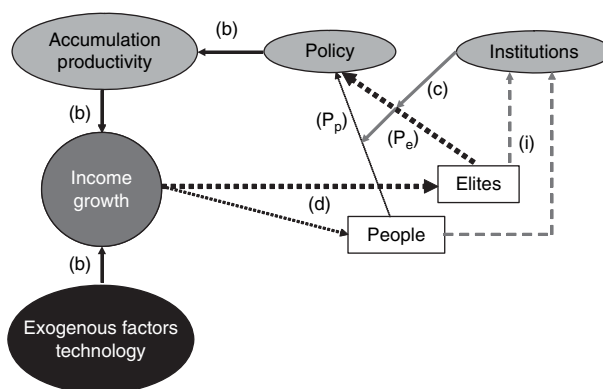 (b)
Accumulation
productivity
Policy
Institutions
(b)
(c)
(Pp)
(Pe)
(i)
Income
growth
Elites
(d)
People
(b)
Exogenous factors
technology